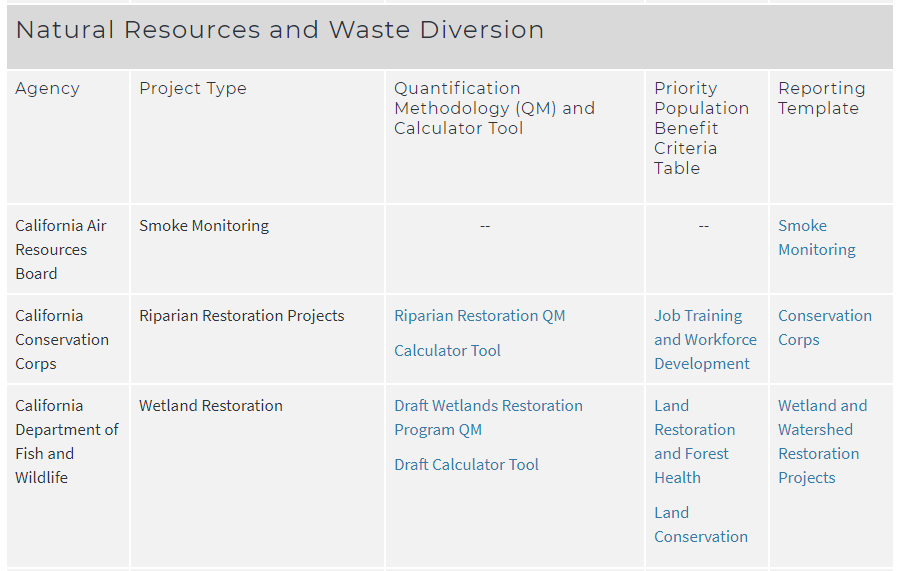 Natural Resources and Waste Diversion
Agency
Project Type
Quantification
Methodology (QM) and
Calculator Tool
Priority
Population
Benefit
Criteria
Table
Reporting
Template
California Air
Resources
Board
Smoke Monitoring
--
--
Smoke
Monitoring
California
Conservation
Corps
Riparian Restoration Projects
Riparian Restoration QM
Calculator Tool
Job Training
and Workforce
Development
Conservation
Corps
California
Department of
Fish and
Wildlife
Wetland Restoration
Draft Wetlands Restoration
Program QM
Draft Calculator Tool
Land
Restoration
and Forest
Health
Land
Conservation
Wetland and
Watershed
Restoration
Projects